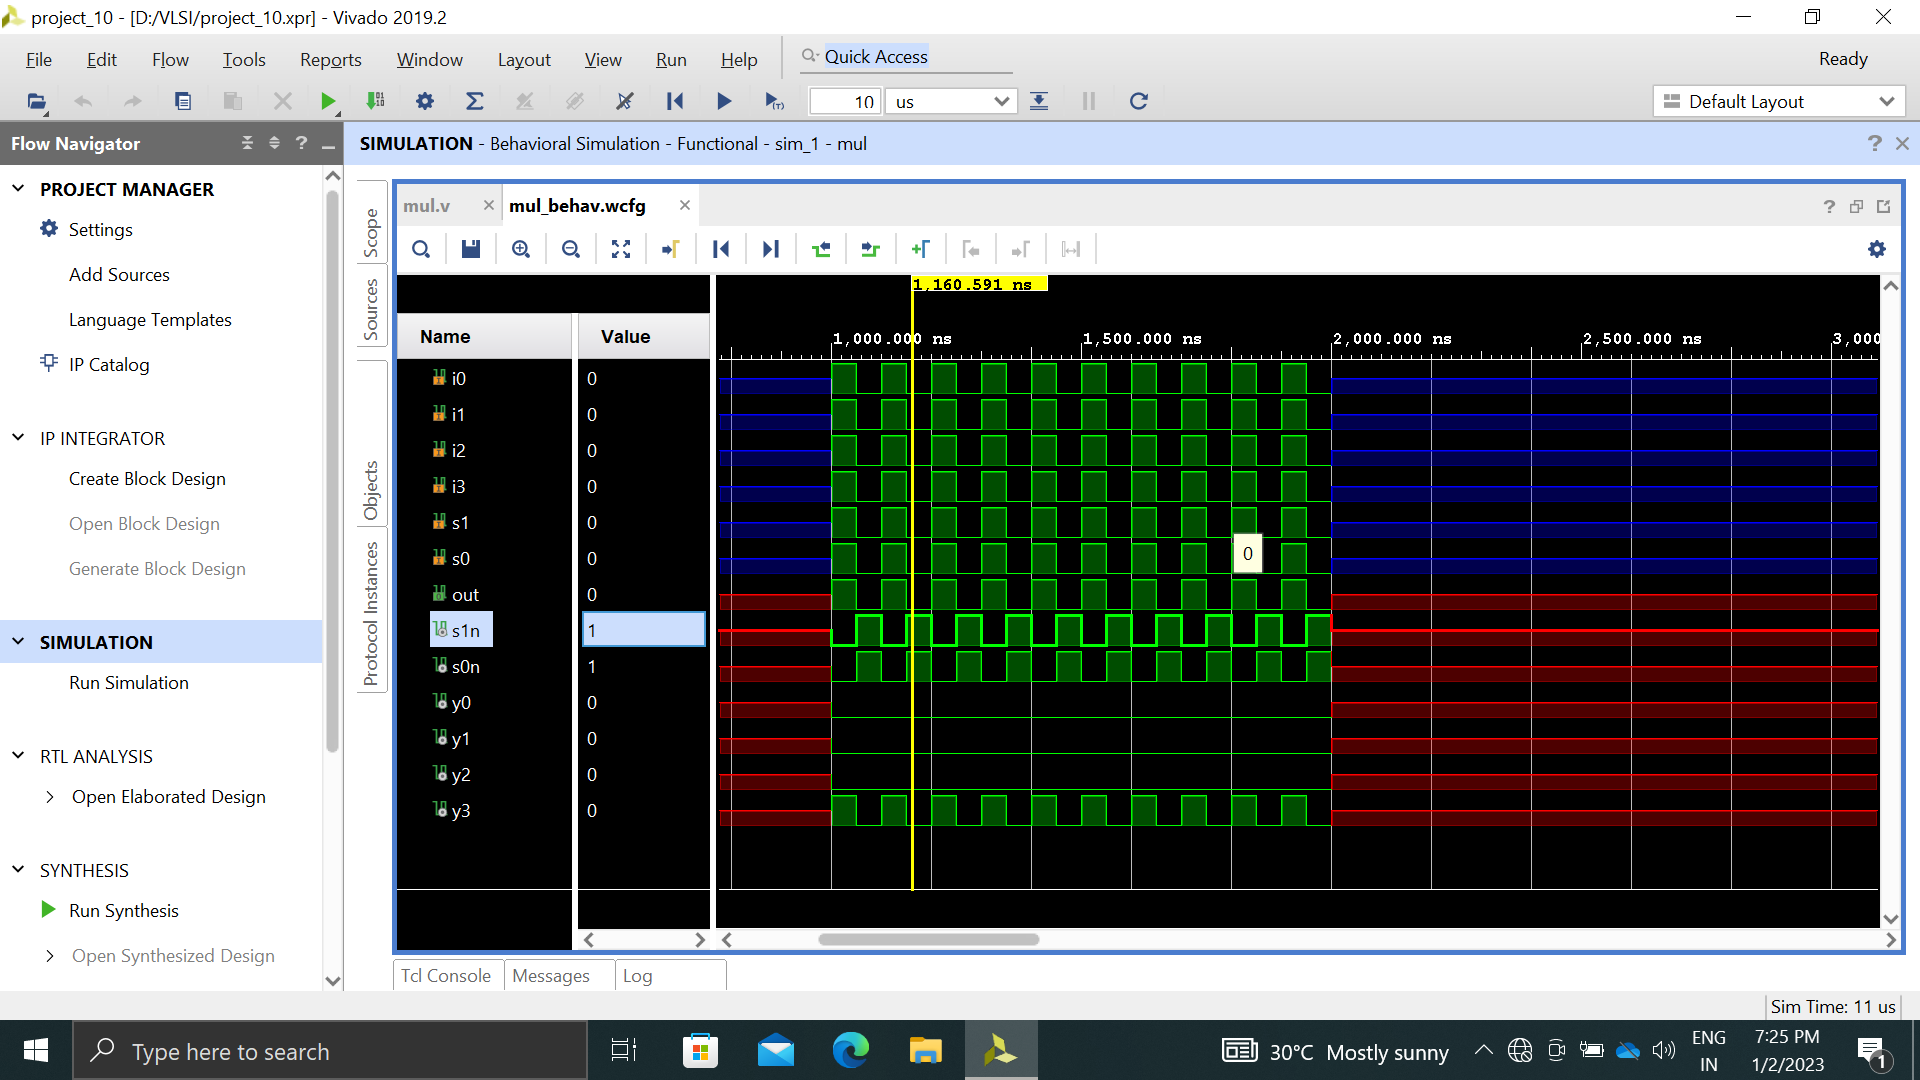 project_10 - [D:/VLSI/project_10.xpr] - Vivado 2019.2
File Edit Flow Tools Reports Window Layout View Run Help Quick Access Ready
10 us Default Layout
Flow Navigator
SIMULATION - Behavioral Simulation - Functional - sim_1 - mul
PROJECT MANAGER
Settings
Add Sources
Language Templates
IP Catalog
IP INTEGRATOR
Create Block Design
Open Block Design
Generate Block Design
SIMULATION
Run Simulation
RTL ANALYSIS
Open Elaborated Design
SYNTHESIS
Run Synthesis
Open Synthesized Design
Scope
Sources
Objects
Protocol Instances
mul.v mul_behav.wcfg
1,160.591 ns
Name Value
1,000.000 ns 1,500.000 ns 2,000.000 ns 2,500.000 ns 3,000
i0 0
i1 0
i2 0
i3 0
s1 0
s0 0
0
out 0
s1n 1
s0n 1
y0 0
y1 0
y2 0
y3 0
Tcl Console Messages Log
Sim Time: 11 us
Type here to search
30°C Mostly sunny
ENG
IN
7:25 PM
1/2/2023
1